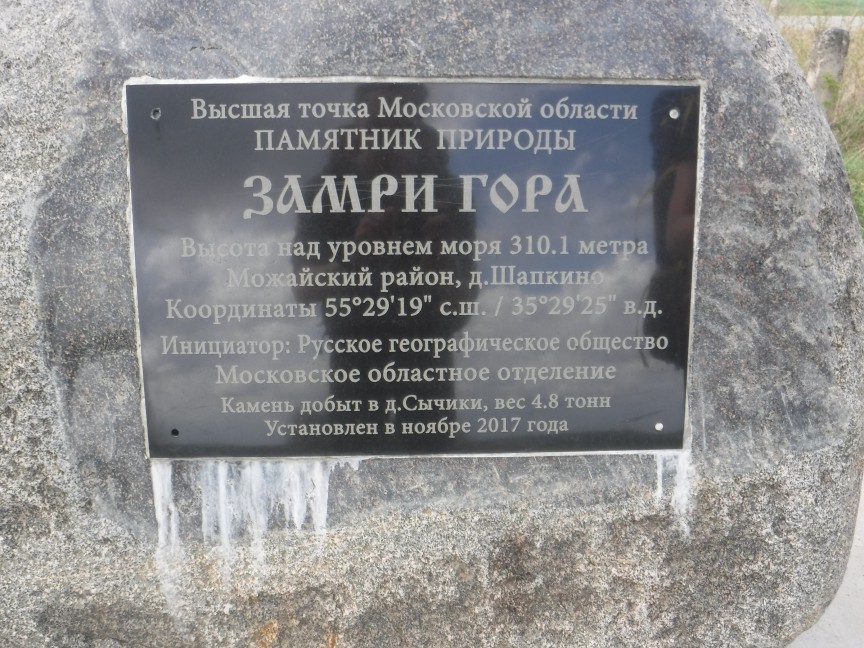 Высшая точка Московской области
ПАМЯТНИК ПРИРОДЫ
ЗАМРИ ГОРА
Высота над уровнем моря 310.1 метра
Можайский район, д.Шапкино
Координаты 55°29'19" с.ш. / 35°29'25" в.д.
Инициатор: Русское географическое общество
Московское областное отделение
Камень добыт в д.Сычики, вес 4.8 тонн
Установлен в ноябре 2017 года